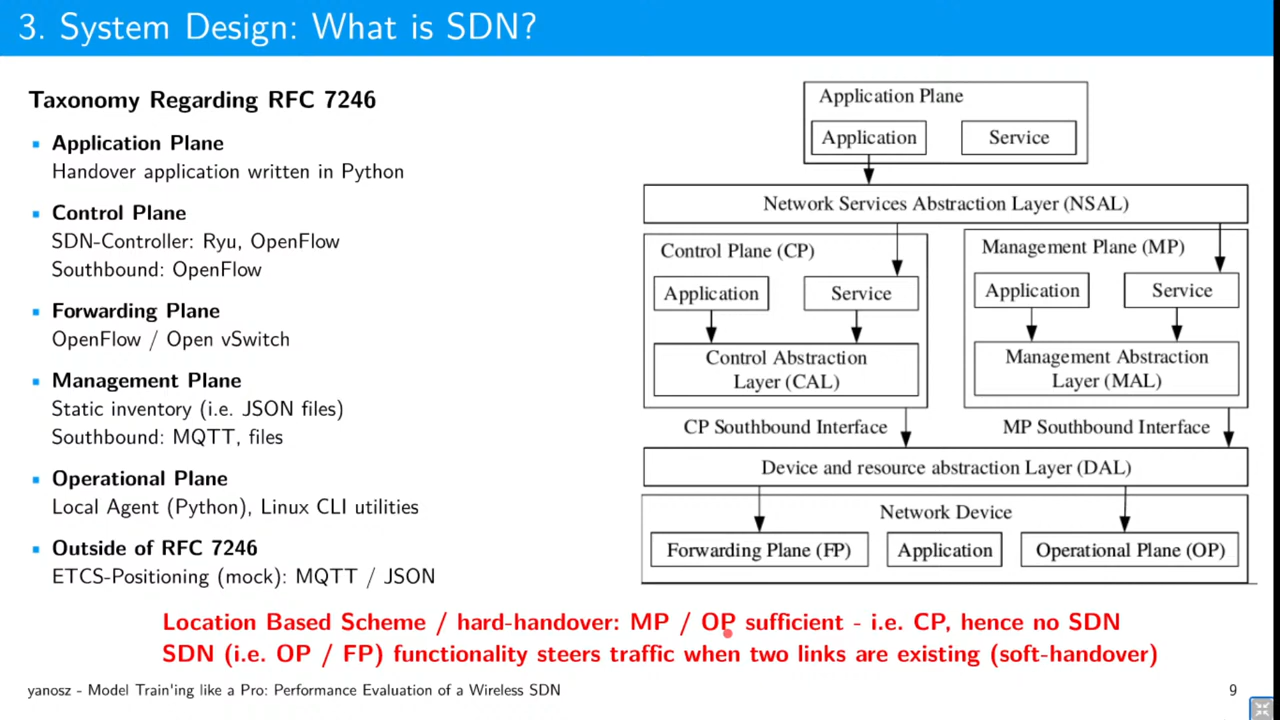 3. System Design: What is SDN?
Taxonomy Regarding RFC 7246
Application Plane
Handover application written in Python
Control Plane
SDN-Controller: Ryu, OpenFlow
Southbound: OpenFlow
Forwarding Plane
OpenFlow / Open vSwitch
Management Plane
Static inventory (i.e. JSON files)
Southbound: MQTT, files
Operational Plane
Local Agent (Python), Linux CLI utilities
Outside of RFC 7246
ETCS-Positioning (mock): MQTT / JSON
Application Plane
Application
Service
Network Services Abstraction Layer (NSAL)
Control Plane (CP)
Application
Service
Control Abstraction
Layer (CAL)
Management Plane (MP)
Application
Service
Management Abstraction
Layer (MAL)
CP Southbound Interface
MP Southbound Interface
Device and resource abstraction Layer (DAL)
Network Device
Forwarding Plane (FP)
Application
Operational Plane (OP)
Location Based Scheme / hard-handover: MP / OP sufficient - i.e. CP, hence no SDN
SDN (i.e. OP / FP) functionality steers traffic when two links are existing (soft-handover)
yanosz - Model Train'ing like a Pro: Performance Evaluation of a Wireless SDN
9